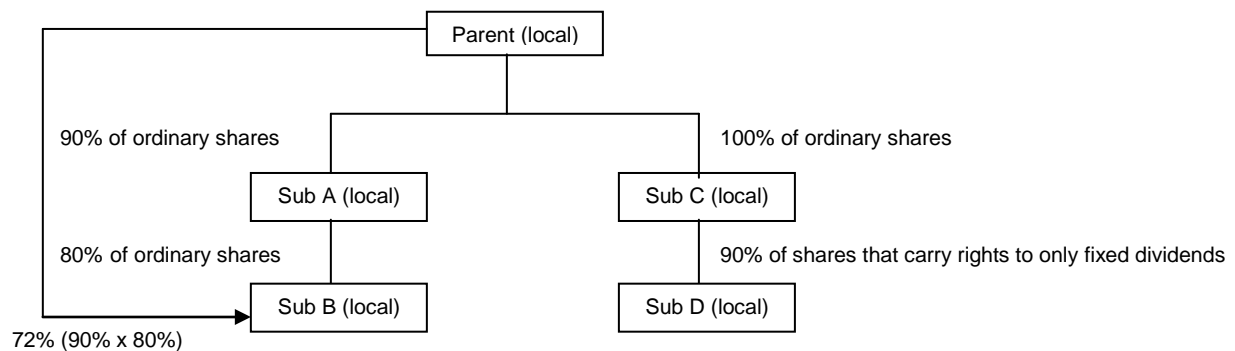 Parent (local)
90% of ordinary shares
100% of ordinary shares
Sub A (local)
Sub C (local)
80% of ordinary shares
90% of shares that carry rights to only fixed dividends
Sub B (local)
Sub D (local)
72% (90% x 80%)